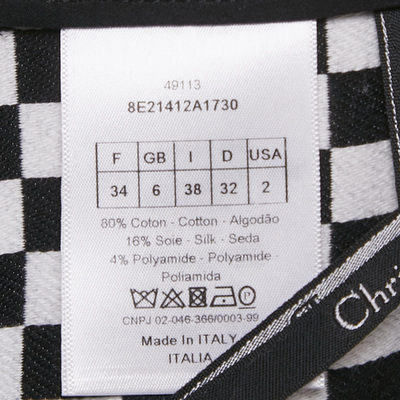 49113
8E21412A1730
F GB I D USA
34 6 38 32 2
80% Coton - Cotton - Algodão
16% Soie - Silk - Seda
4% Polyamide - Polyamide -
Poliamida
CNPJ 02-046-366/0003-99
Made In ITALY
ITALIA